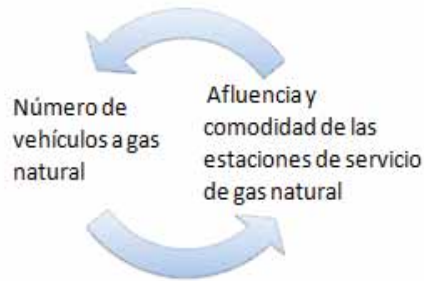 Número de
vehículos a gas
natural
Afluencia y
comodidad de las
estaciones de servicio
de gas natural